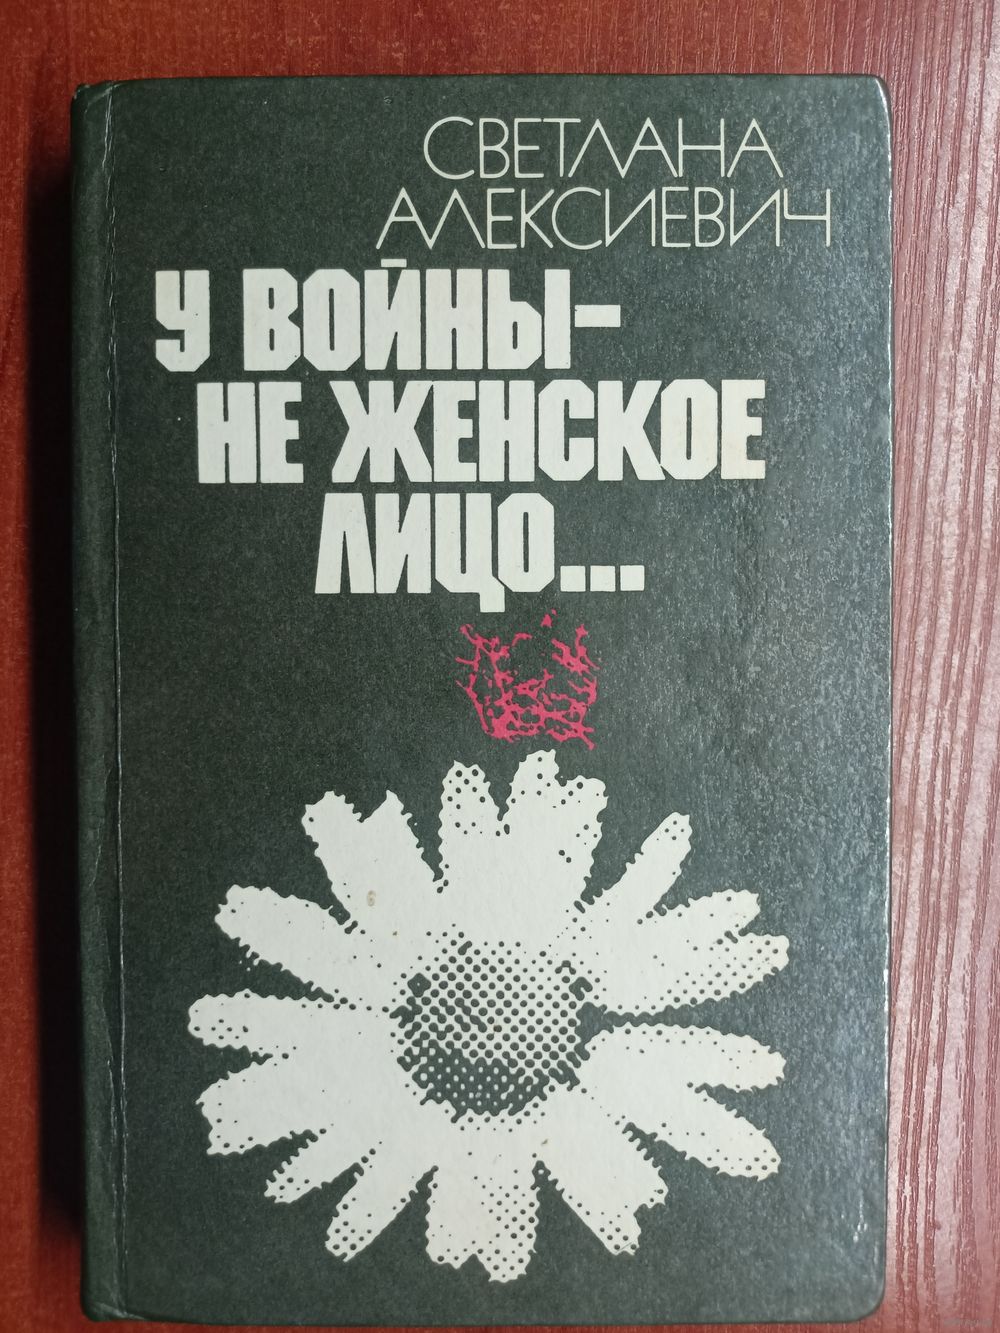 СВЕТЛАНА
АЛЕКСИЕВИЧ
У ВОЙНЫ –
НЕ ЖЕНСКОЕ
ЛИЦО...